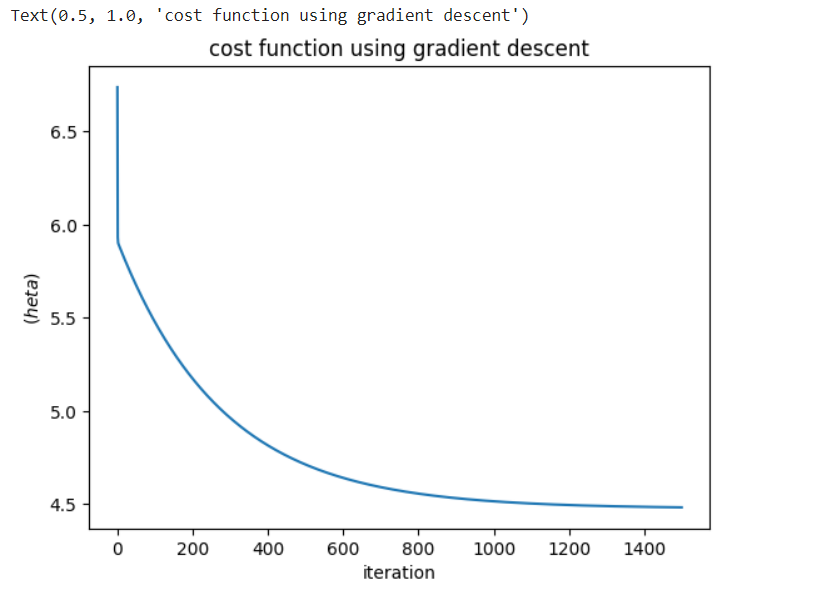 Text(0.5, 1.0, 'cost function using gradient descent')
cost function using gradient descent
6.5
6.0
5.5
5.0
4.5
(heta)
0 200 400 600 800 1000 1200 1400
iteration